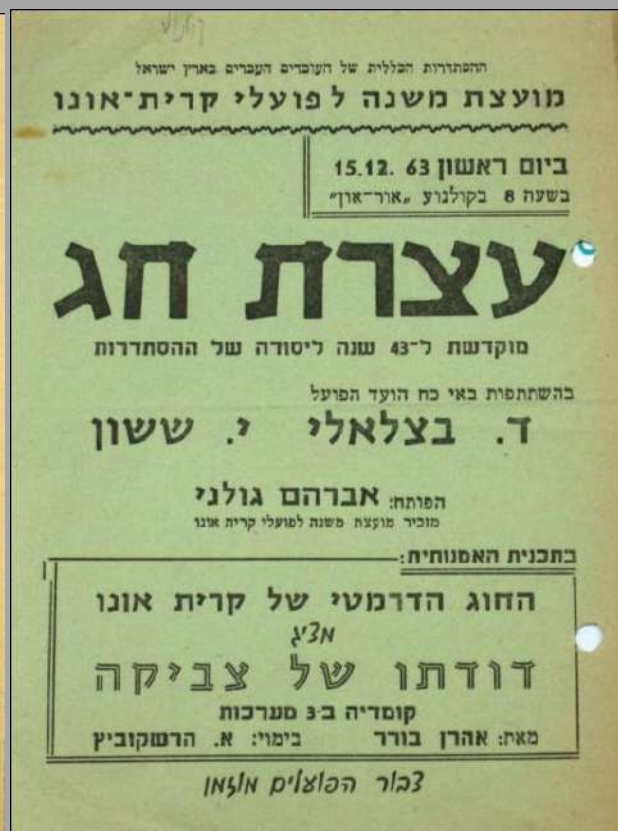 ההסתדרות הכללית של העובדים העברים בארץ ישראל
מועצת משנה לפועלי קרית־אונו
ביום ראשון 15.12. 63
בשעה 8 בקולנוע „אור־און"
עצרת חג
מוקדשת ל־43 שנה ליסודה של ההסתדרות
בהשתתפות באי כח הועד הפועל
ד. בצלאלי י. ששון
הפותח: אברהם גולני
מזכיר מועצת משנה לפועלי קרית אונו
בתכנית האמנותית:
החוג הדרמטי של קרית אונו
מציג
דודתו של צביקה
קומדיה ב-3 מערכות
מאת: אהרן בורר בימוי: א. הרשקוביץ
צבור הפועלים מוזמן